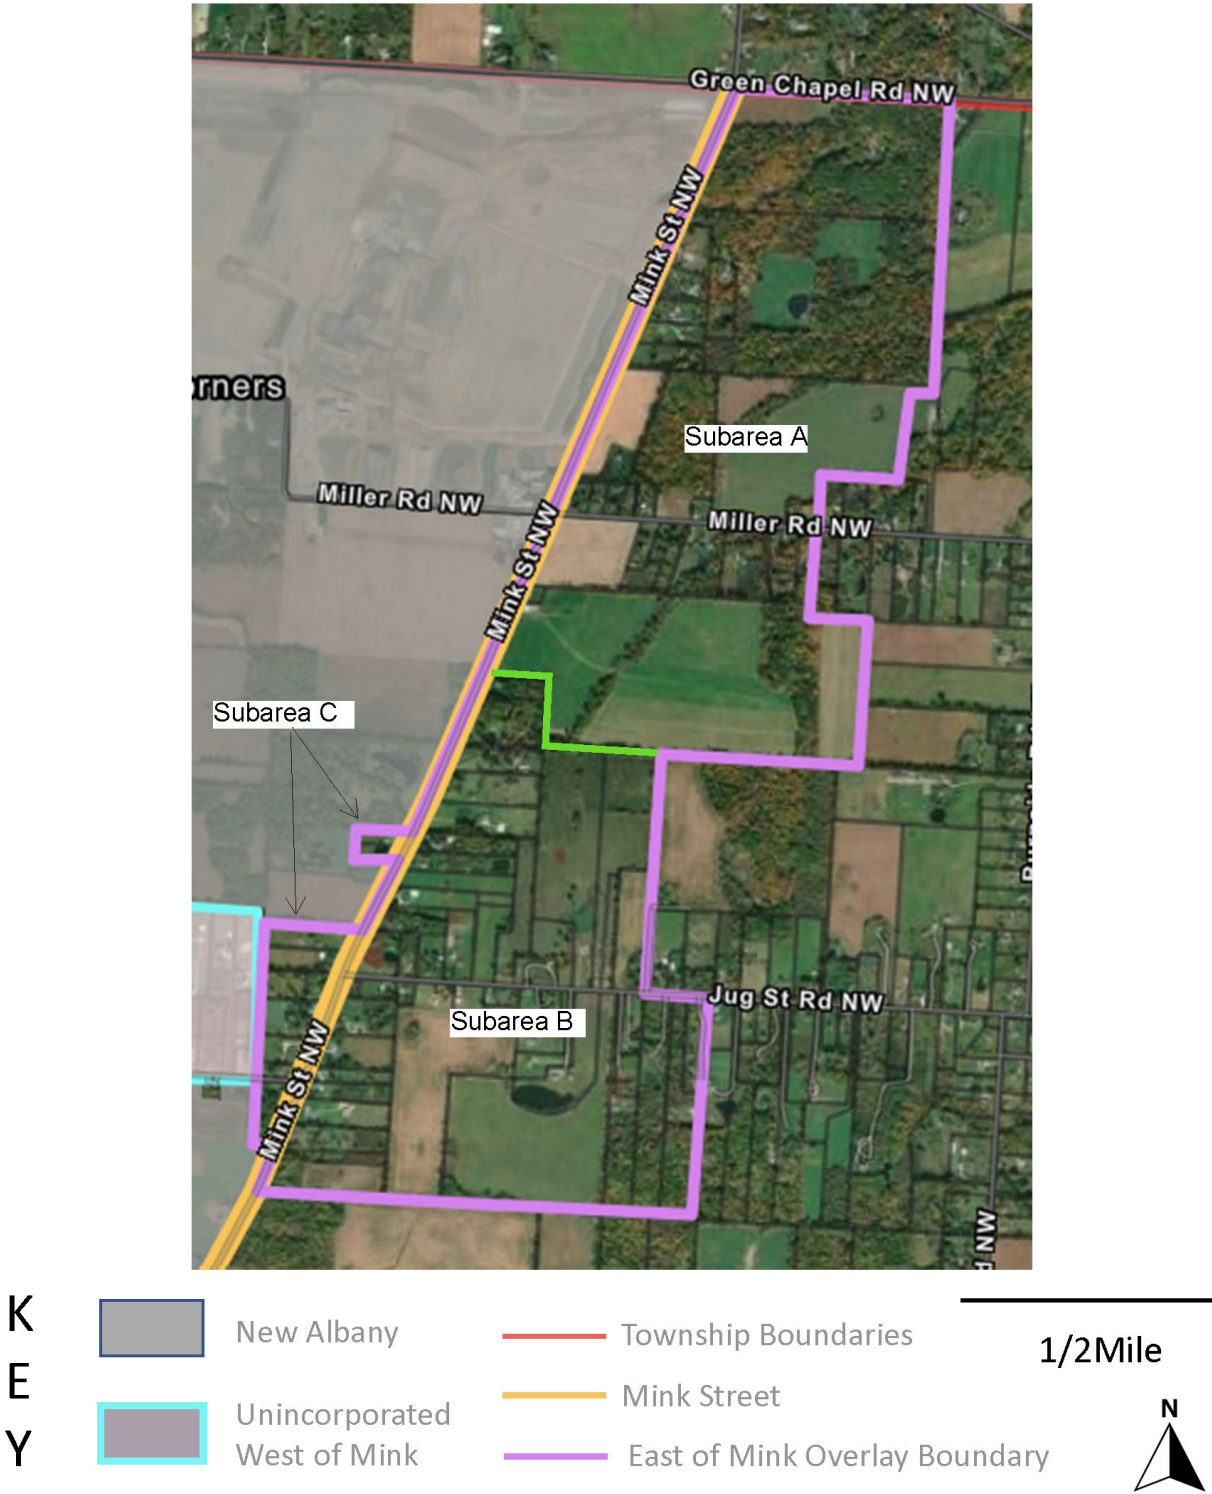 Green Chapel Rd NW
Mink St NW
orners
Subarea A
Miller Rd NW
Miller Rd NW
Mink St NW
Subarea C
Jug St Rd NW
Subarea B
Mink St NW
NW
K
E
Y
New Albany
Unincorporated
West of Mink
Township Boundaries
Mink Street
East of Mink Overlay Boundary
1/2Mile
N